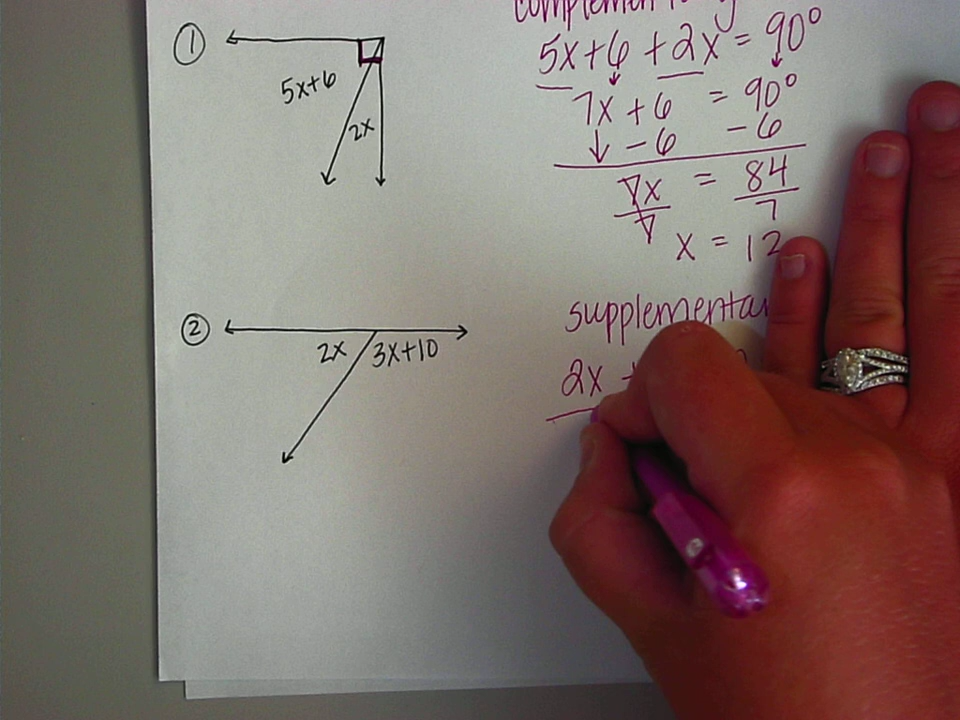 ①
5x+6
2x
5x+6 + 2x = 90°
7x + 6 = 90°
- 6 - 6
7x = 84
7 7
x = 12
②
2x 3x+10
2x